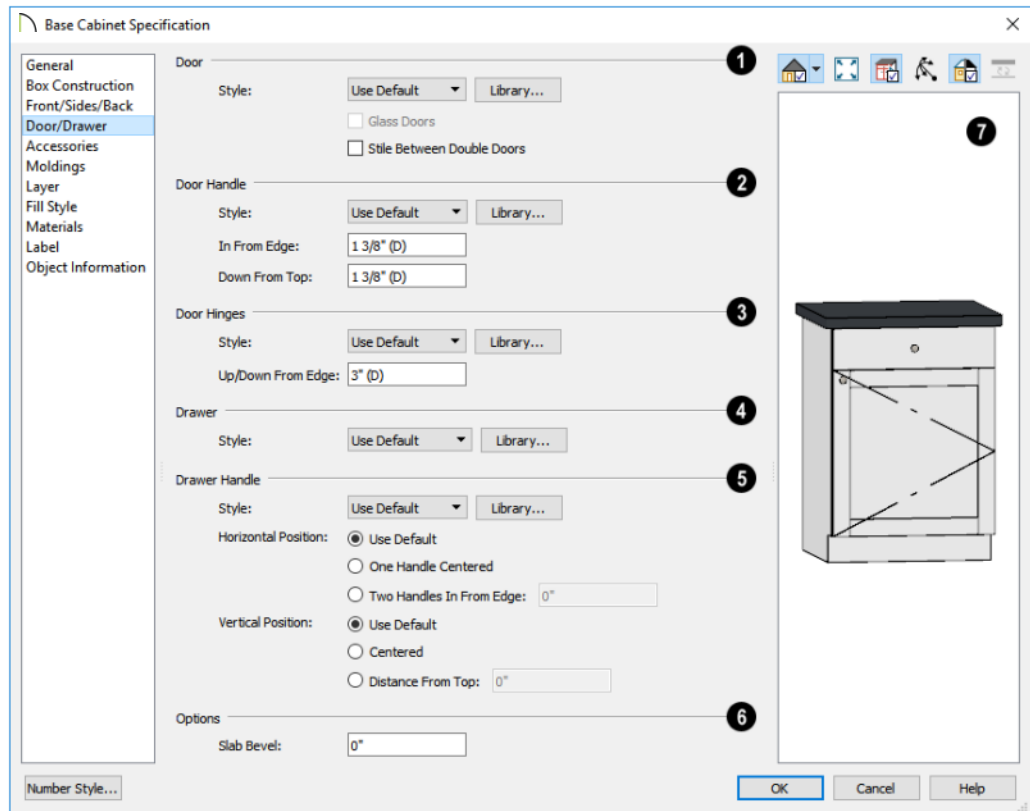 Base Cabinet Specification
General
Box Construction
Front/Sides/Back
Door/Drawer
Accessories
Moldings
Layer
Fill Style
Materials
Label
Object Information
Door 1
Style: Use Default Library...
Glass Doors
Stile Between Double Doors
Door Handle 2
Style: Use Default Library...
In From Edge: 1 3/8" (D)
Down From Top: 1 3/8" (D)
Door Hinges 3
Style: Use Default Library...
Up/Down From Edge: 3" (D)
Drawer 4
Style: Use Default Library...
Drawer Handle 5
Style: Use Default Library...
Horizontal Position: Use Default
One Handle Centered
Two Handles In From Edge: 0"
Vertical Position: Use Default
Centered
Distance From Top: 0"
Options 6
Slab Bevel: 0"
7
Number Style... OK Cancel Help